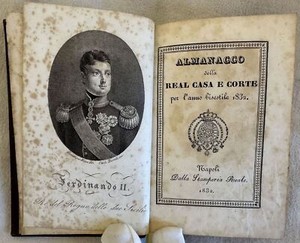 Ferdinando II.
Re del Regno delle due Sicilie
ALMANACCO
della
REAL CASA E CORTE
per l'anno bisestile 1832.
Napoli
Dalla Stamperia Reale.
1832.